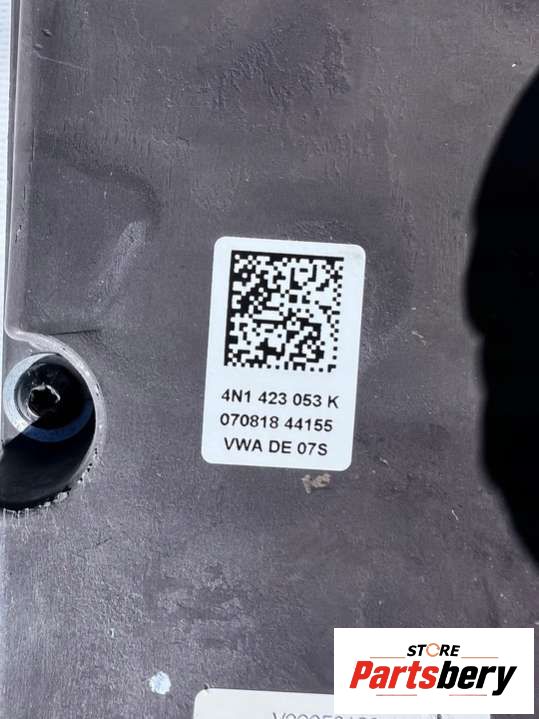 4N1 423 053 K
070818 44155
VWA DE 07S
STORE
Partsbery